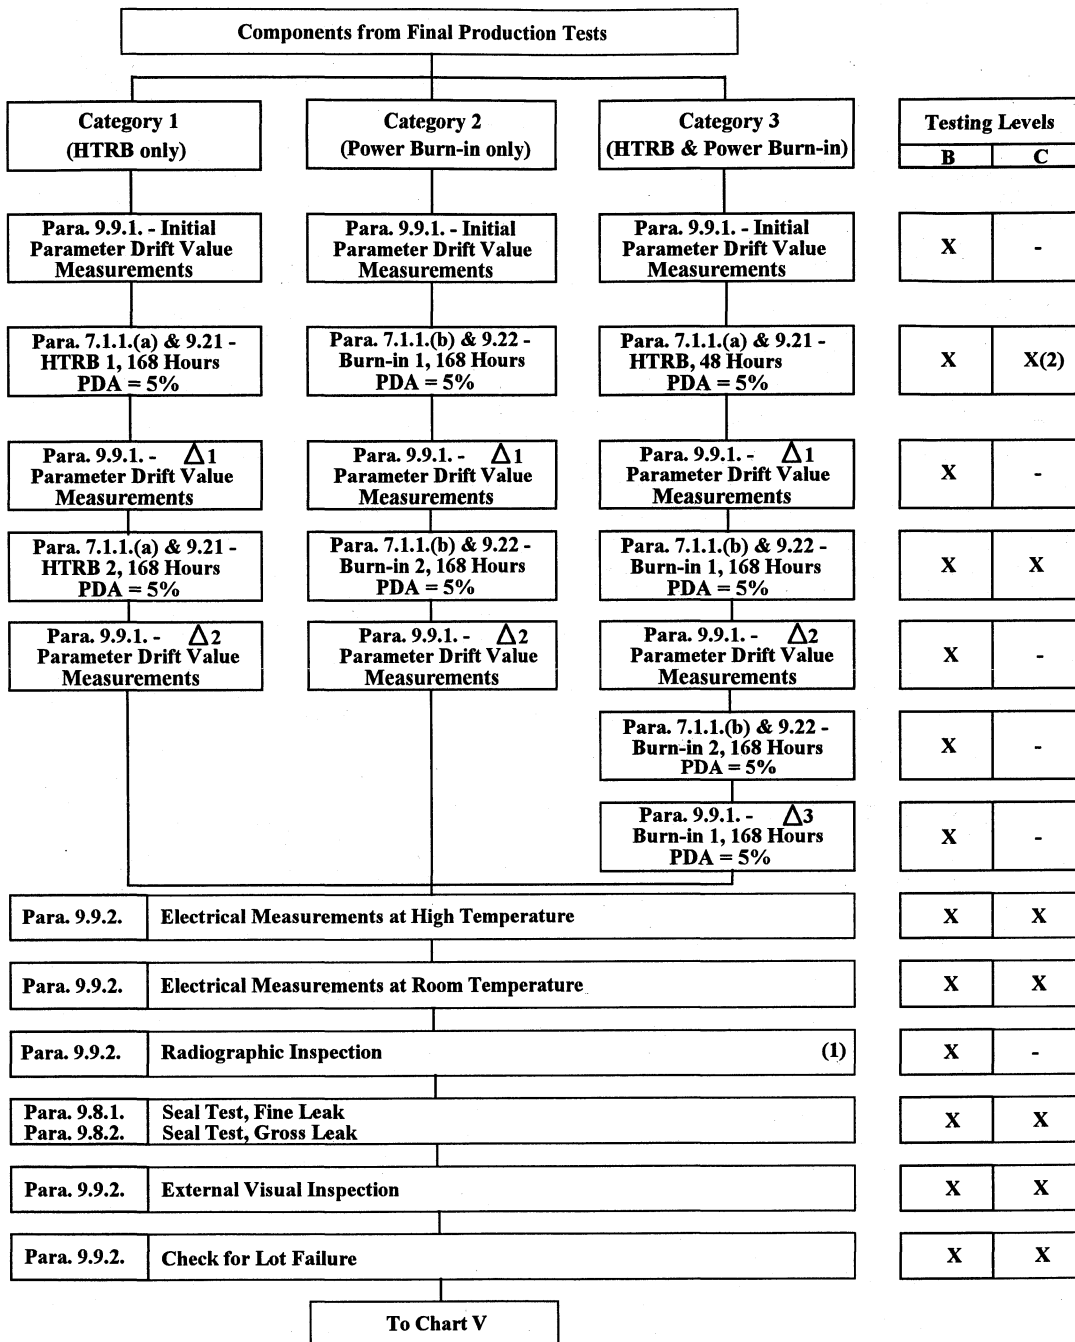 Components from Final Production Tests
Category 1
(HTRB only)
Category 2
(Power Burn-in only)
Category 3
(HTRB & Power Burn-in)
Testing Levels
B C
Para. 9.9.1. - Initial
Parameter Drift Value
Measurements
Para. 9.9.1. - Initial
Parameter Drift Value
Measurements
Para. 9.9.1. - Initial
Parameter Drift Value
Measurements
X -
Para. 7.1.1.(a) & 9.21 -
HTRB 1, 168 Hours
PDA = 5%
Para. 7.1.1.(b) & 9.22 -
Burn-in 1, 168 Hours
PDA = 5%
Para. 7.1.1.(a) & 9.21 -
HTRB, 48 Hours
PDA = 5%
X X(2)
Para. 9.9.1. - Δ1
Parameter Drift Value
Measurements
Para. 9.9.1. - Δ1
Parameter Drift Value
Measurements
Para. 9.9.1. - Δ1
Parameter Drift Value
Measurements
X -
Para. 7.1.1.(a) & 9.21 -
HTRB 2, 168 Hours
PDA = 5%
Para. 7.1.1.(b) & 9.22 -
Burn-in 2, 168 Hours
PDA = 5%
Para. 7.1.1.(b) & 9.22 -
Burn-in 1, 168 Hours
PDA = 5%
X X
Para. 9.9.1. - Δ2
Parameter Drift Value
Measurements
Para. 9.9.1. - Δ2
Parameter Drift Value
Measurements
Para. 9.9.1. - Δ2
Parameter Drift Value
Measurements
X -
Para. 7.1.1.(b) & 9.22 -
Burn-in 2, 168 Hours
PDA = 5%
X -
Para. 9.9.1. - Δ3
Burn-in 1, 168 Hours
PDA = 5%
X -
Para. 9.9.2. Electrical Measurements at High Temperature X X
Para. 9.9.2. Electrical Measurements at Room Temperature X X
Para. 9.9.2. Radiographic Inspection (1) X -
Para. 9.8.1. Seal Test, Fine Leak
Para. 9.8.2. Seal Test, Gross Leak
X X
Para. 9.9.2. External Visual Inspection X X
Para. 9.9.2. Check for Lot Failure X X
To Chart V